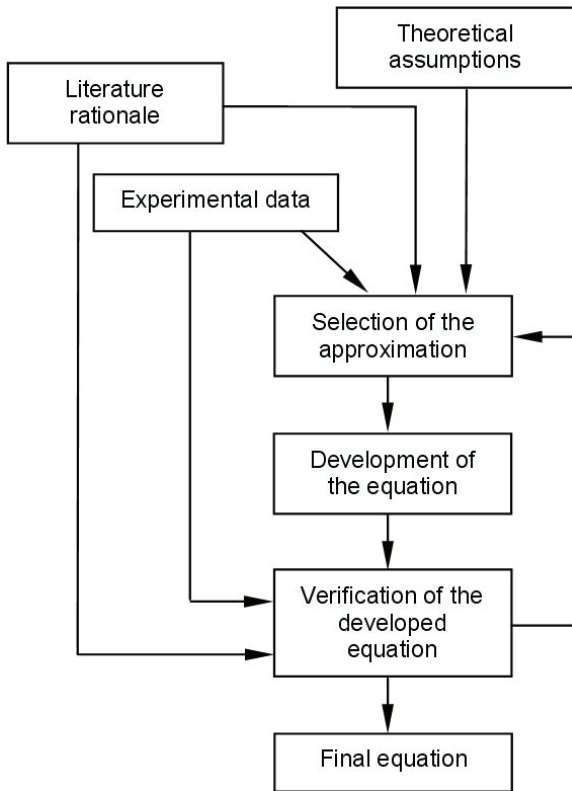 Theoretical
assumptions
Literature
rationale
Experimental data
Selection of the
approximation
Development of
the equation
Verification of the
developed
equation
Final equation